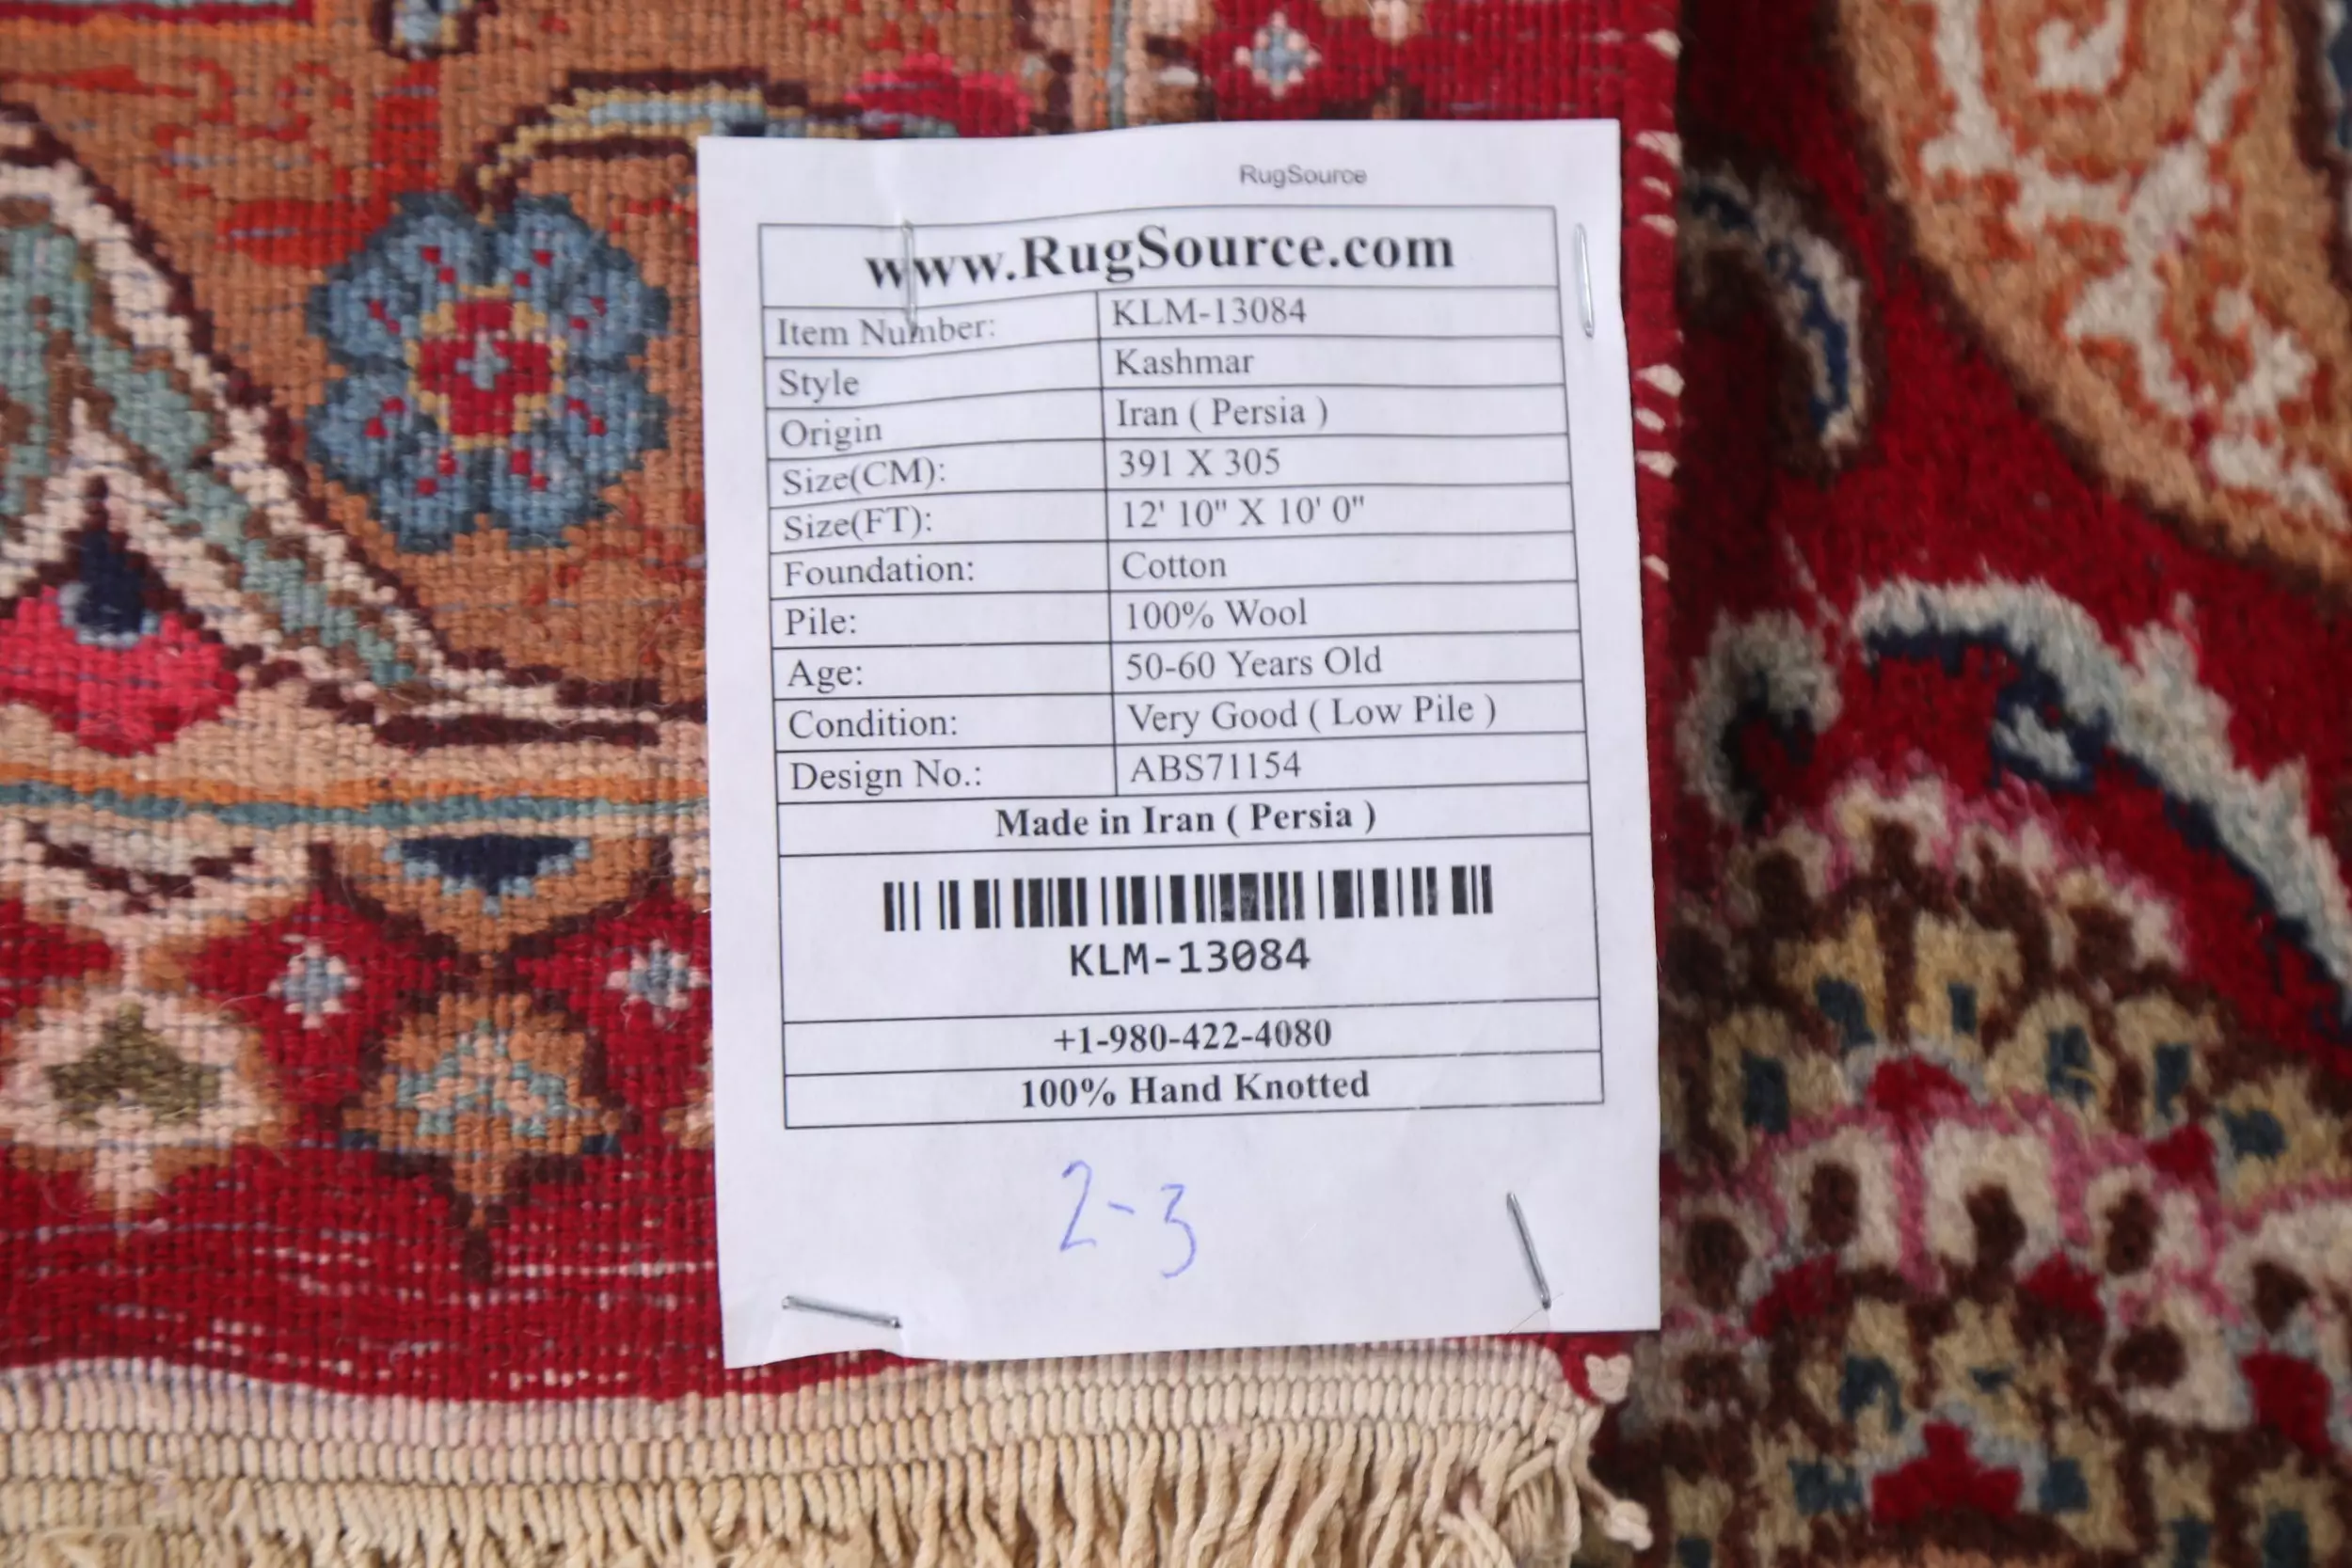 RugSource
www.RugSource.com
Item Number: KLM-13084
Style Kashmar
Origin Iran ( Persia )
Size(CM): 391 X 305
Size(FT): 12' 10" X 10' 0"
Foundation: Cotton
Pile: 100% Wool
Age: 50-60 Years Old
Condition: Very Good ( Low Pile )
Design No.: ABS71154
Made in Iran ( Persia )
KLM-13084
+1-980-422-4080
100% Hand Knotted
2-3